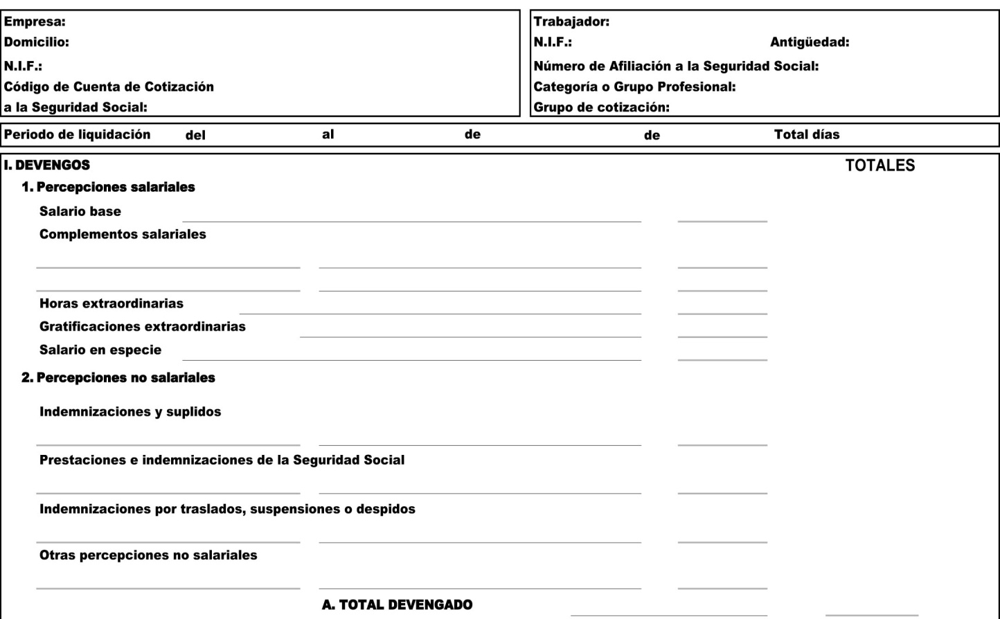 Empresa:
Domicilio:
N.I.F.:
Código de Cuenta de Cotización
a la Seguridad Social:
Trabajador:
N.I.F.: Antigüedad:
Número de Afiliación a la Seguridad Social:
Categoría o Grupo Profesional:
Grupo de cotización:
Periodo de liquidación del al de de Total días
I. DEVENGOS TOTALES
1. Percepciones salariales
Salario base
Complementos salariales
Horas extraordinarias
Gratificaciones extraordinarias
Salario en especie
2. Percepciones no salariales
Indemnizaciones y suplidos
Prestaciones e indemnizaciones de la Seguridad Social
Indemnizaciones por traslados, suspensiones o despidos
Otras percepciones no salariales
A. TOTAL DEVENGADO